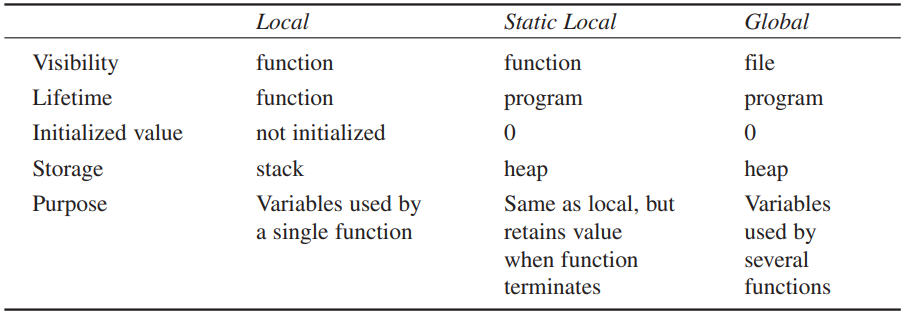 Local Static Local Global
Visibility function function file
Lifetime function program program
Initialized value not initialized 0 0
Storage stack heap heap
Purpose Variables used by Same as local, but Variables
a single function retains value used by
when function several
terminates functions